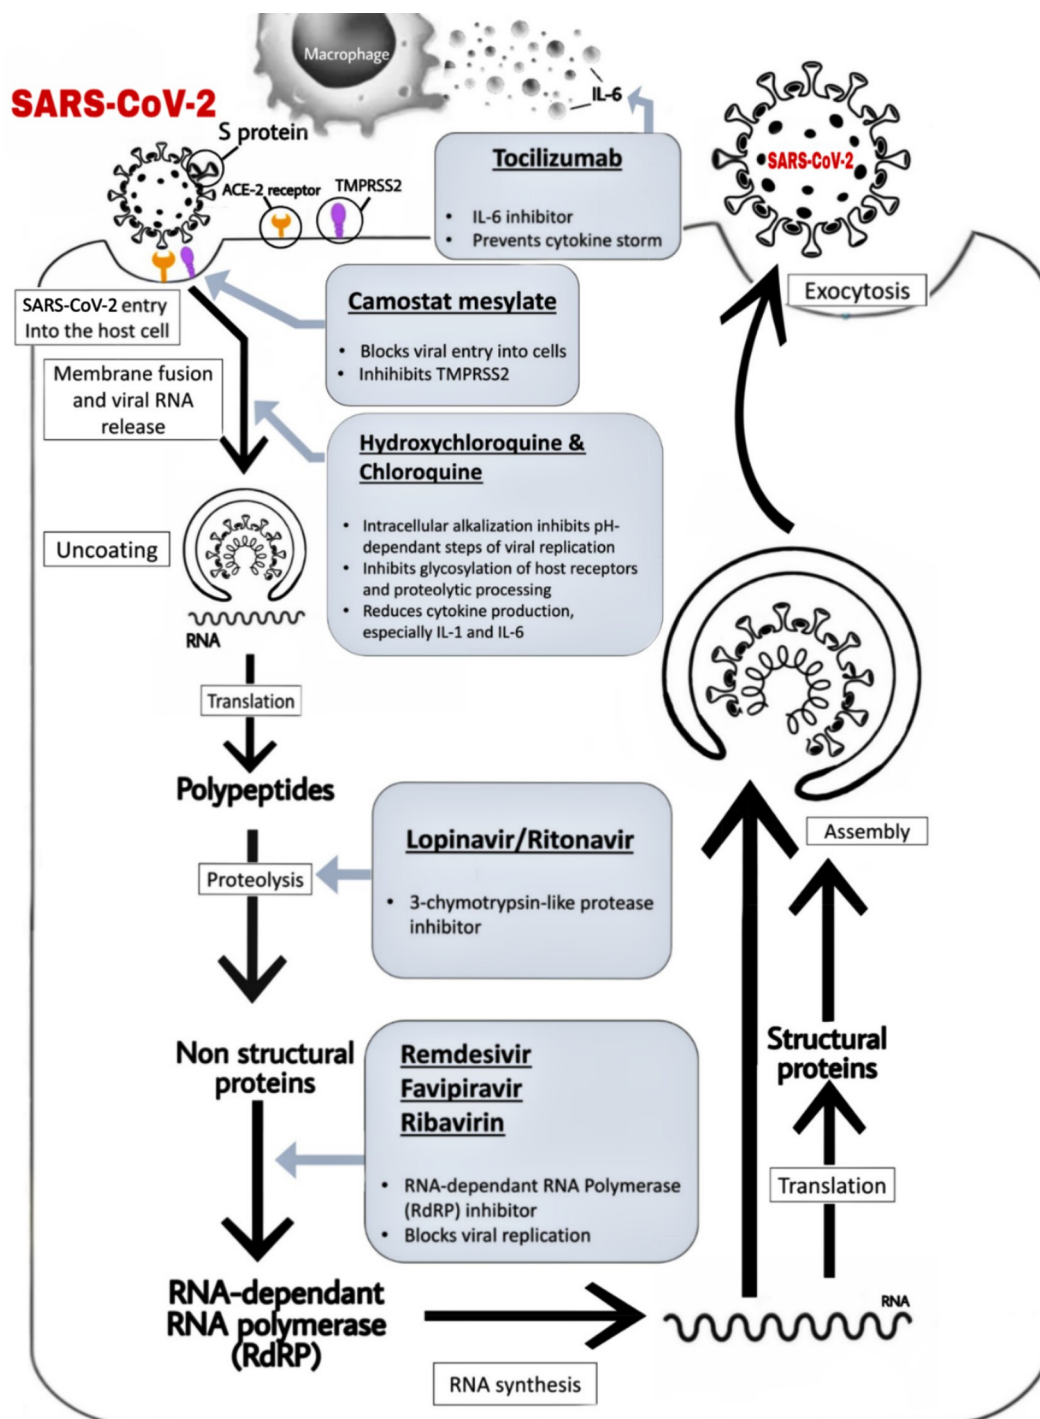 Macrophage
IL-6
SARS-CoV-2
S protein
ACE-2 receptor
TMPRSS2
Tocilizumab
• IL-6 inhibitor
• Prevents cytokine storm
SARS-CoV-2
Exocytosis
SARS-CoV-2 entry
Into the host cell
Camostat mesylate
• Blocks viral entry into cells
• Inhihibits TMPRSS2
Membrane fusion
and viral RNA
release
Hydroxychloroquine &
Chloroquine
• Intracellular alkalization inhibits pH-
dependant steps of viral replication
• Inhibits glycosylation of host receptors
and proteolytic processing
• Reduces cytokine production,
especially IL-1 and IL-6
Uncoating
RNA
Translation
Polypeptides
Proteolysis
Lopinavir/Ritonavir
• 3-chymotrypsin-like protease
inhibitor
Assembly
Non structural
proteins
Remdesivir
Favipiravir
Ribavirin
• RNA-dependant RNA Polymerase
(RdRP) inhibitor
• Blocks viral replication
Structural
proteins
Translation
RNA-dependant
RNA polymerase
(RdRP)
RNA synthesis
RNA